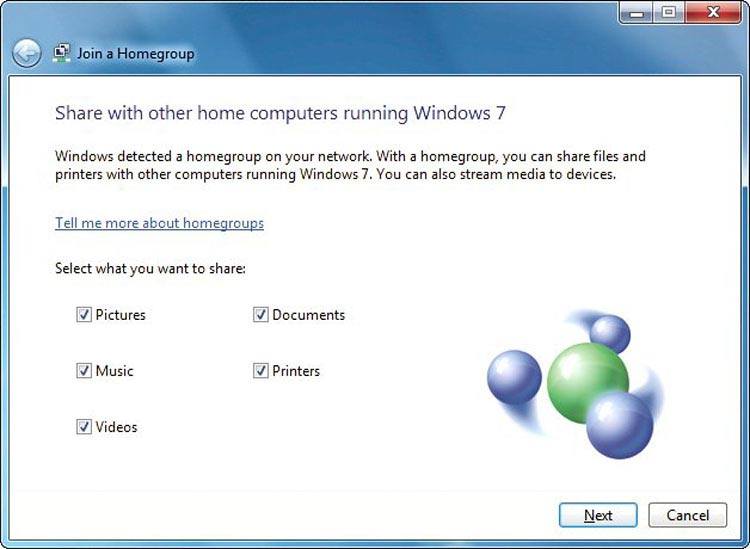 Join a Homegroup
Share with other home computers running Windows 7
Windows detected a homegroup on your network. With a homegroup, you can share files and
printers with other computers running Windows 7. You can also stream media to devices.
Tell me more about homegroups
Select what you want to share:
Pictures
Documents
Music
Printers
Videos
Next
Cancel